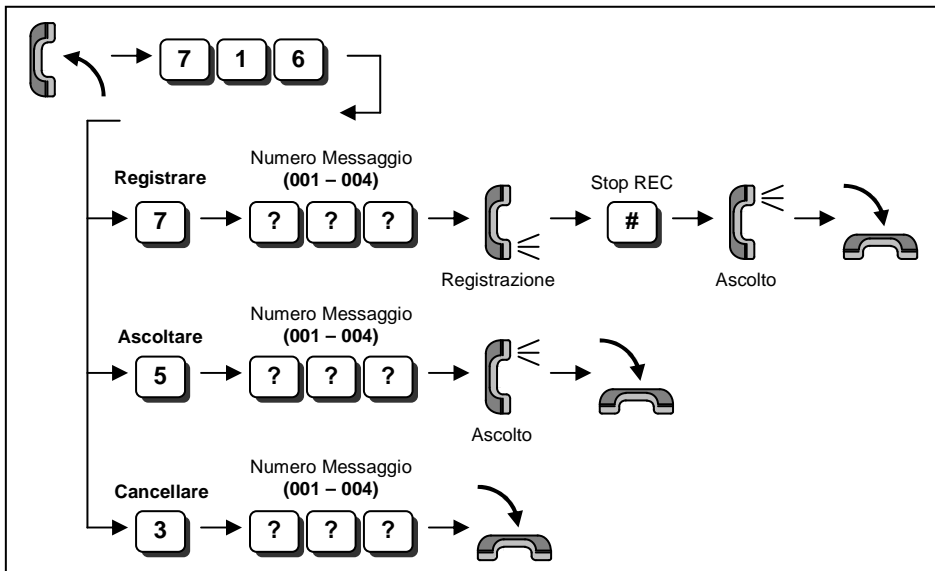 7 1 6
Numero Messaggio
Registrare (001 – 004) Stop REC
7 ? ? ? #
Registrazione Ascolto
Numero Messaggio
Ascoltare (001 – 004)
5 ? ? ?
Ascolto
Numero Messaggio
Cancellare (001 – 004)
3 ? ? ?